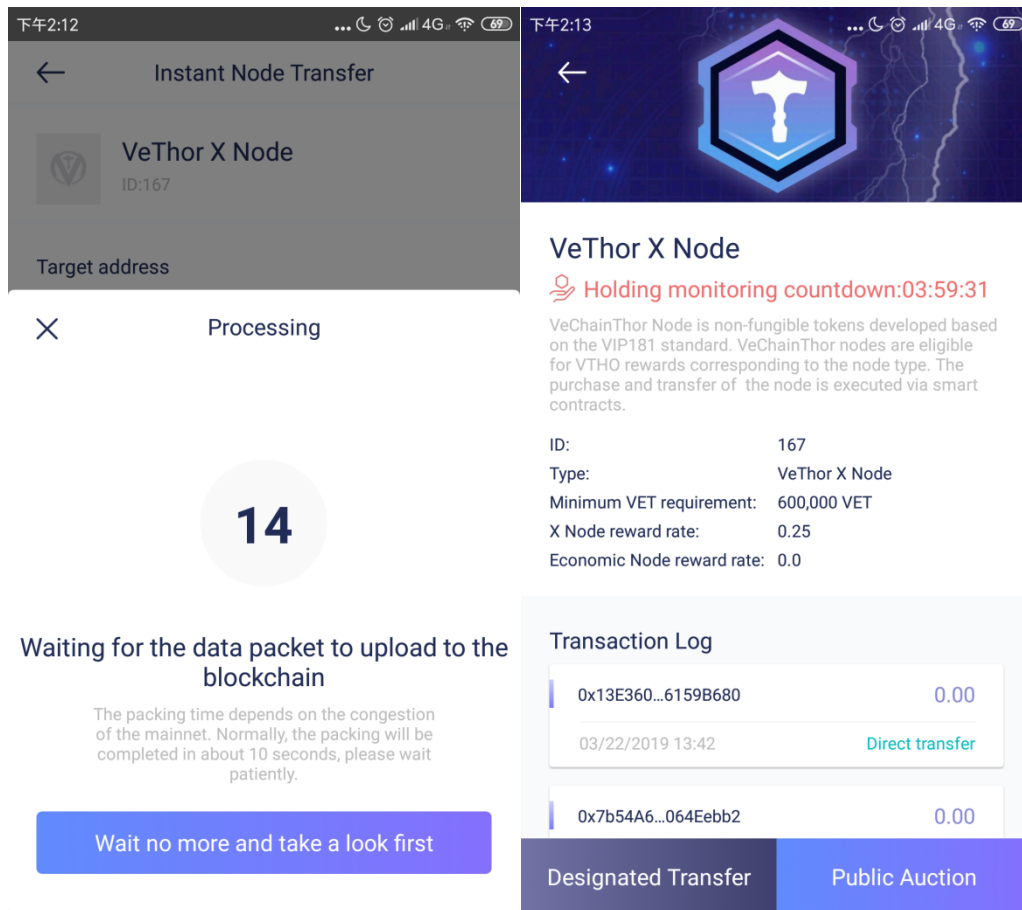 下午2:12
4G
69
Instant Node Transfer
VeThor X Node
ID:167
Target address
Processing
14
Waiting for the data packet to upload to the
blockchain
The packing time depends on the congestion
of the mainnet. Normally, the packing will be
completed in about 10 seconds, please wait
patiently.
Wait no more and take a look first
下午2:13
4G
69
VeThor X Node
Holding monitoring countdown:03:59:31
VeChainThor Node is non-fungible tokens developed based
on the VIP181 standard. VeChainThor nodes are eligible
for VTHO rewards corresponding to the node type. The
purchase and transfer of the node is executed via smart
contracts.
ID: 167
Type: VeThor X Node
Minimum VET requirement: 600,000 VET
X Node reward rate: 0.25
Economic Node reward rate: 0.0
Transaction Log
0x13E360...6159B680 0.00
03/22/2019 13:42 Direct transfer
0x7b54A6...064Eebb2 0.00
Designated Transfer Public Auction